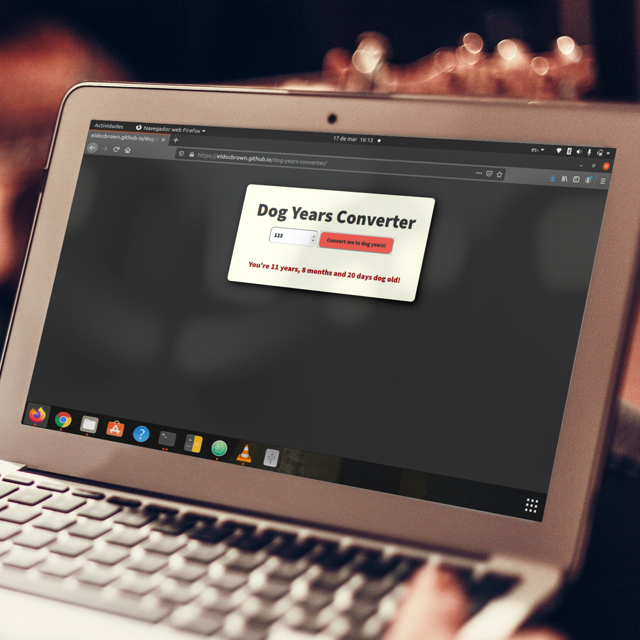 Actividades
Navegador web Firefox
17 de mar 16:13
es
eldocbrown.github.io/dog
https://eldocbrown.github.io/dog-years-converter/
Dog Years Converter
123
Convert me to dog years!
You're 11 years, 8 months and 20 days dog old!